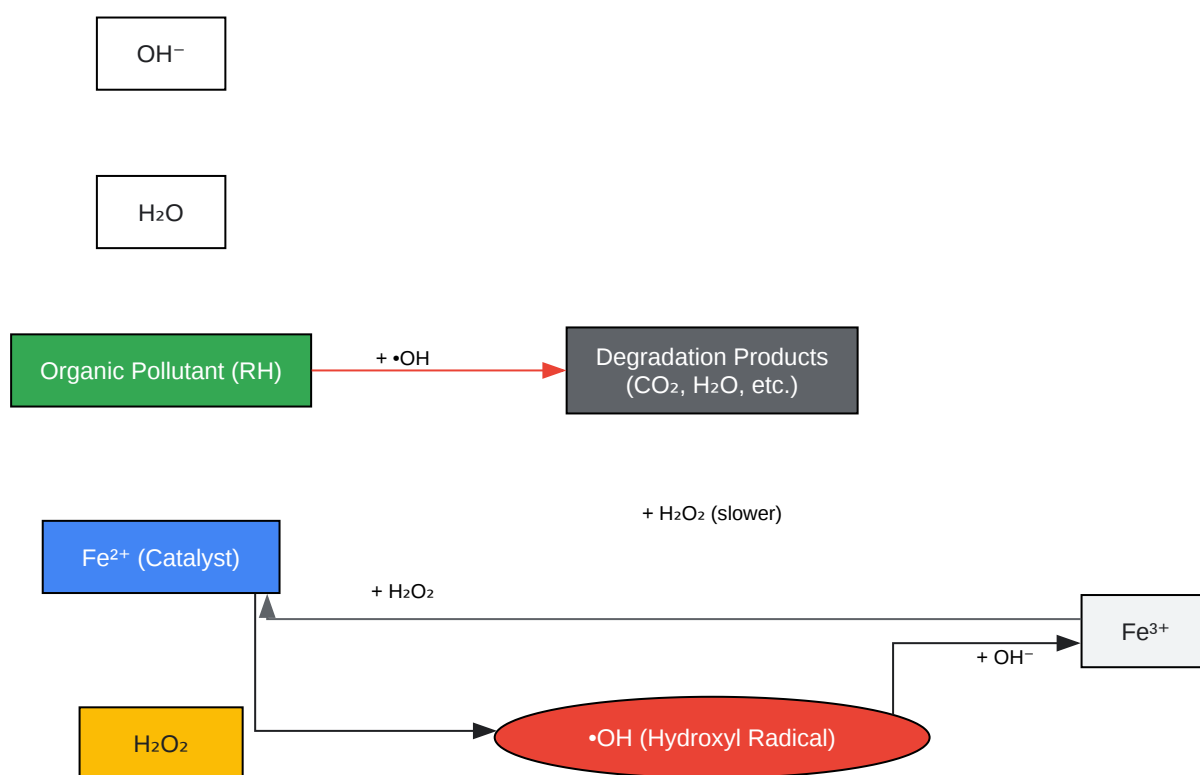 OH⁻
H₂O
Organic Pollutant (RH)
+ •OH
Degradation Products
(CO₂, H₂O, etc.)
+ H₂O₂ (slower)
Fe²⁺ (Catalyst)
+ H₂O₂
Fe³⁺
+ OH⁻
H₂O₂
•OH (Hydroxyl Radical)